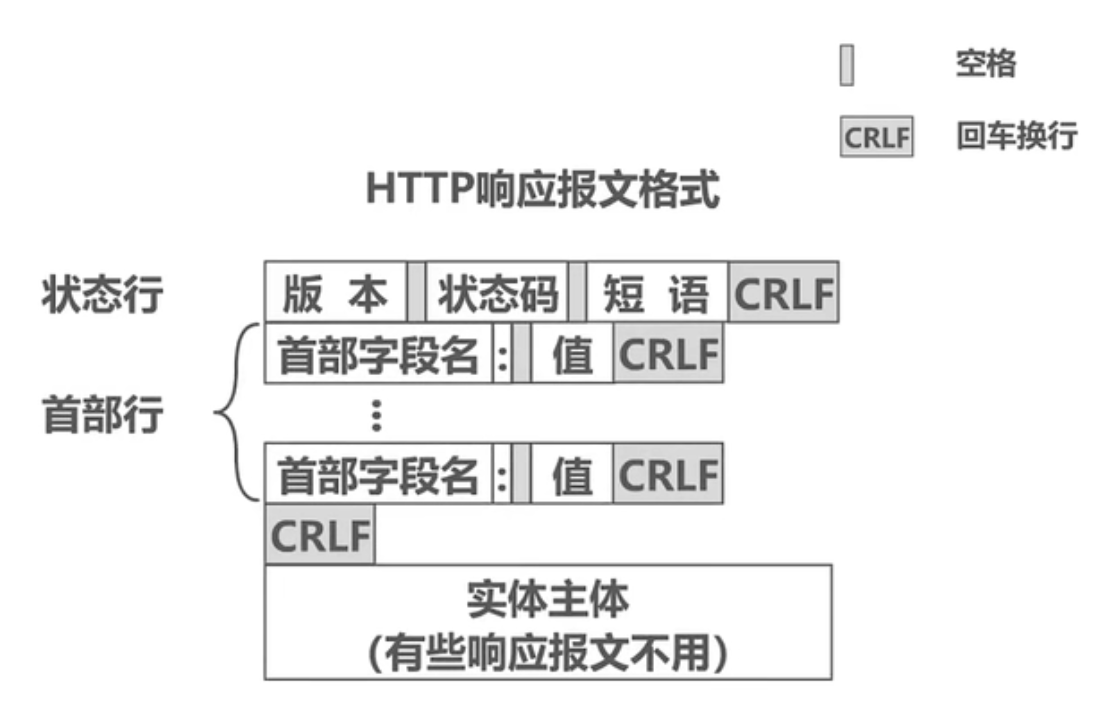 空格
CRLF 回车换行
HTTP响应报文格式
状态行 版 本 状态码 短 语 CRLF
首部字段名 : 值 CRLF
首部行
⋮
首部字段名 : 值 CRLF
CRLF
实体主体
(有些响应报文不用)